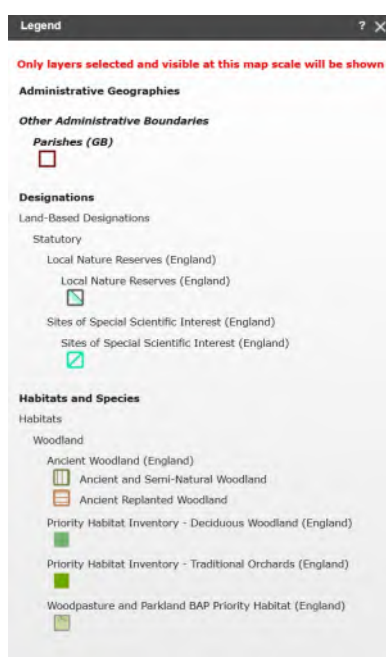 Legend ? X
Only layers selected and visible at this map scale will be shown
Administrative Geographies
Other Administrative Boundaries
Parishes (GB)
Designations
Land-Based Designations
Statutory
Local Nature Reserves (England)
Local Nature Reserves (England)
Sites of Special Scientific Interest (England)
Sites of Special Scientific Interest (England)
Habitats and Species
Habitats
Woodland
Ancient Woodland (England)
Ancient and Semi-Natural Woodland
Ancient Replanted Woodland
Priority Habitat Inventory - Deciduous Woodland (England)
Priority Habitat Inventory - Traditional Orchards (England)
Woodpasture and Parkland BAP Priority Habitat (England)